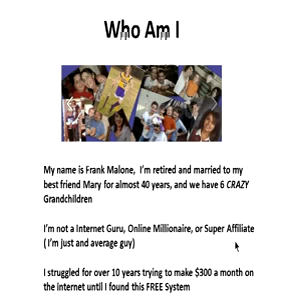 Who Am I
My name is Frank Malone, I'm retired and married to my
best friend Mary for almost 40 years, and we have 6 CRAZY
Grandchildren
I'm not a Internet Guru, Online Millionaire, or Super Affiliate
( I'm just and average guy)
I struggled for over 10 years trying to make $300 a month on
the internet until I found this FREE System